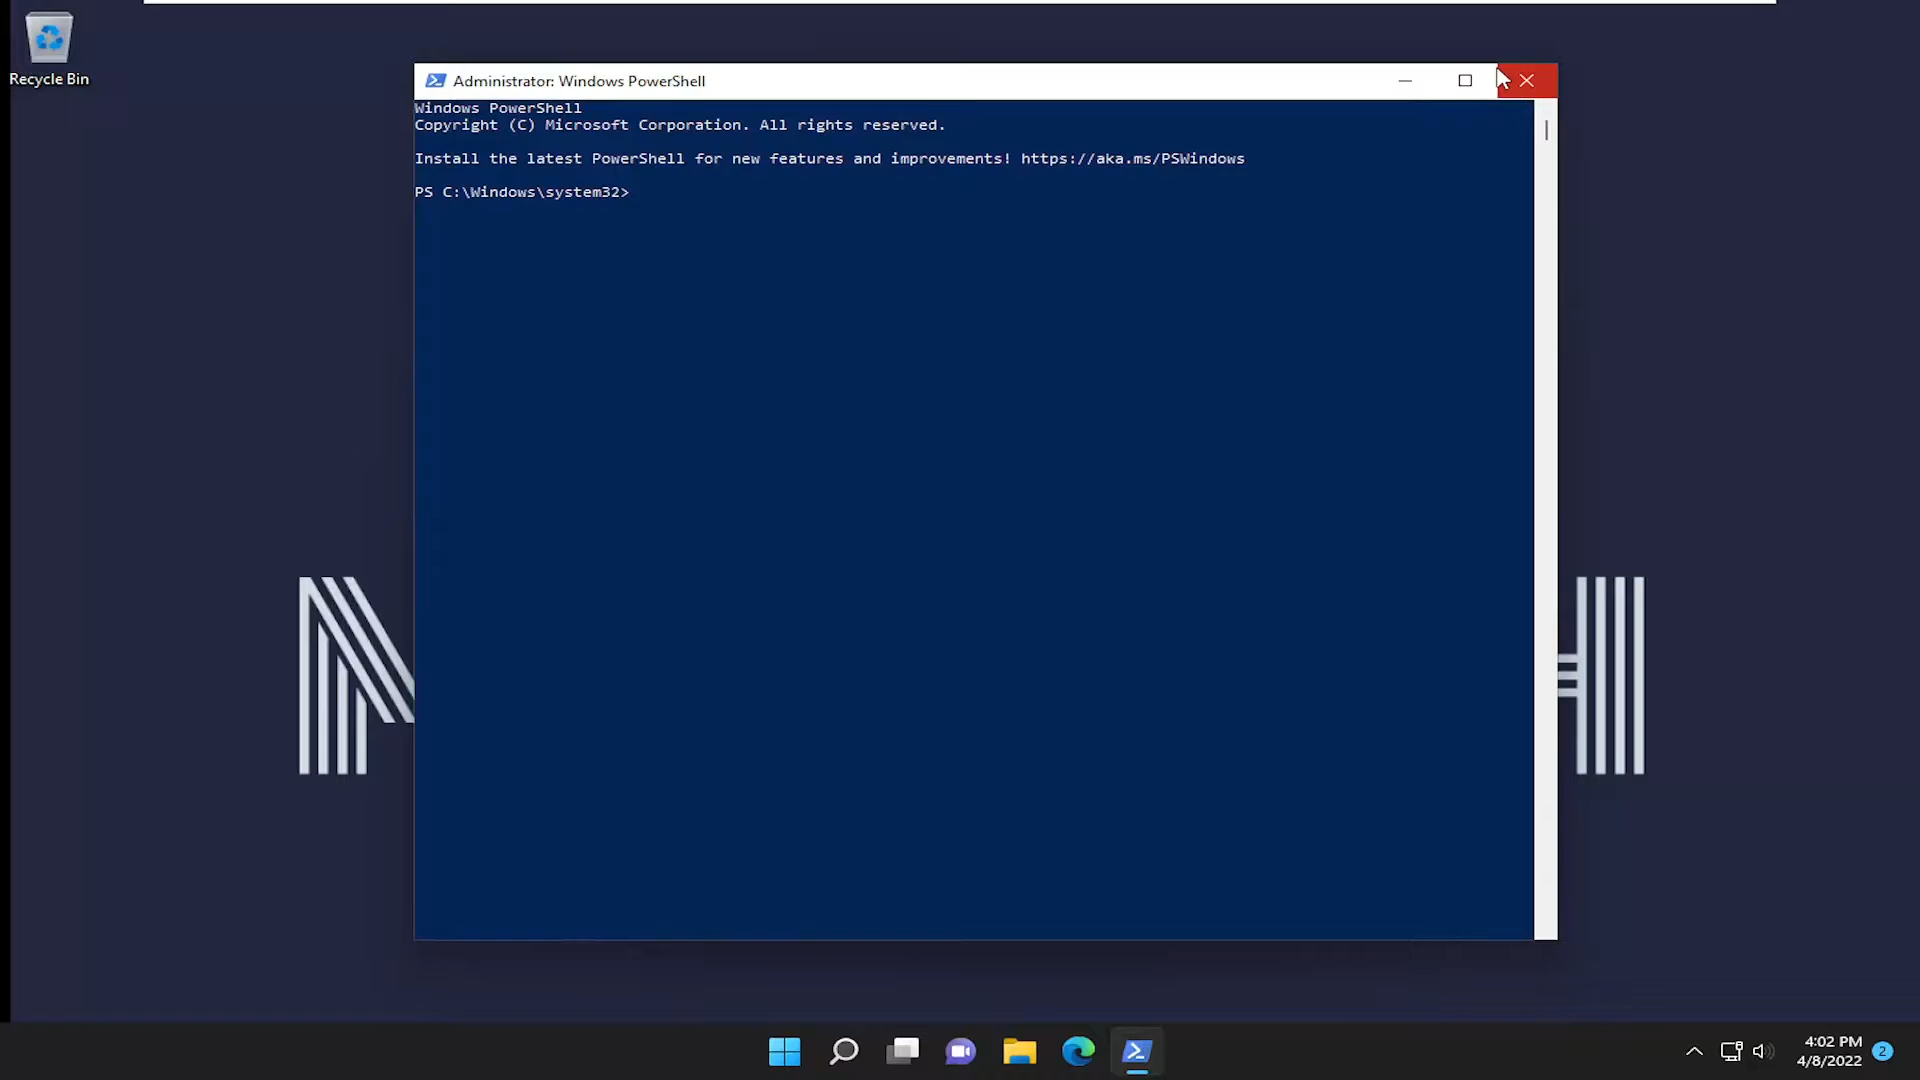 Recycle Bin
Administrator: Windows PowerShell
Windows PowerShell
Copyright (C) Microsoft Corporation. All rights reserved.
Install the latest PowerShell for new features and improvements! https://aka.ms/PSWindows
PS C:\Windows\system32>
4:02 PM
4/8/2022
2